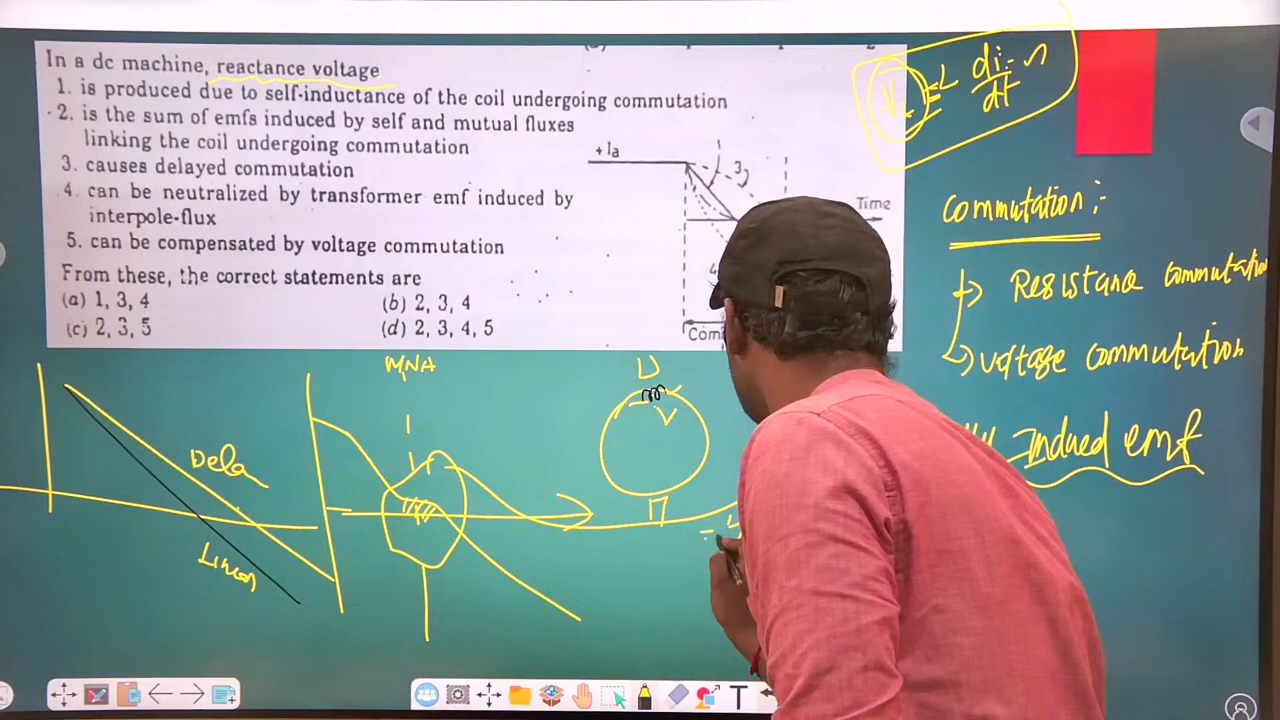 In a dc machine, reactance voltage
1. is produced due to self-inductance of the coil undergoing commutation
2. is the sum of emfs induced by self and mutual fluxes
linking the coil undergoing commutation
3. causes delayed commutation
4. can be neutralized by transformer emf induced by
interpole-flux
5. can be compensated by voltage commutation
From these, the correct statements are
(a) 1, 3, 4
(b) 2, 3, 4
(c) 2, 3, 5
(d) 2, 3, 4, 5
+Ia
3
Time
Com
L di/dt
Commutation :-
Resistance commutation
voltage commutation
Indued emf
MNA
Dela
Linear
T